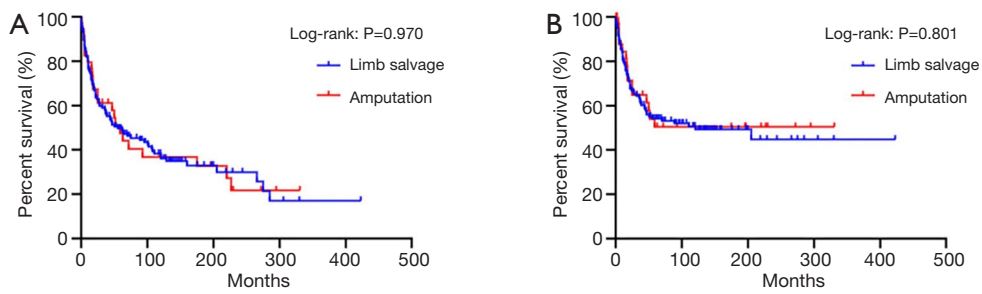 A
Percent survival (%)
100
80
60
40
20
0
0 100 200 300 400 500
Months
Log-rank: P=0.970
Limb salvage
Amputation
B
Percent survival (%)
100
80
60
40
20
0
0 100 200 300 400 500
Months
Log-rank: P=0.801
Limb salvage
Amputation